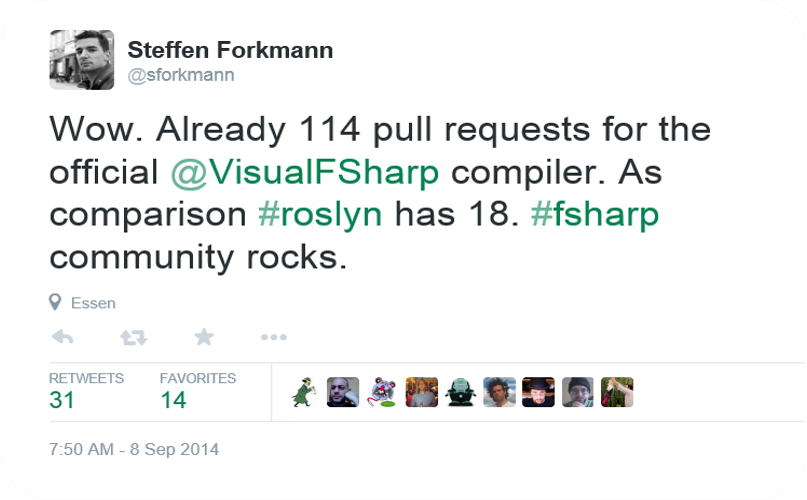 Steffen Forkmann
@sforkmann
Wow. Already 114 pull requests for the
official @VisualFSharp compiler. As
comparison #roslyn has 18. #fsharp
community rocks.
Essen
RETWEETS FAVORITES
31 14
7:50 AM - 8 Sep 2014